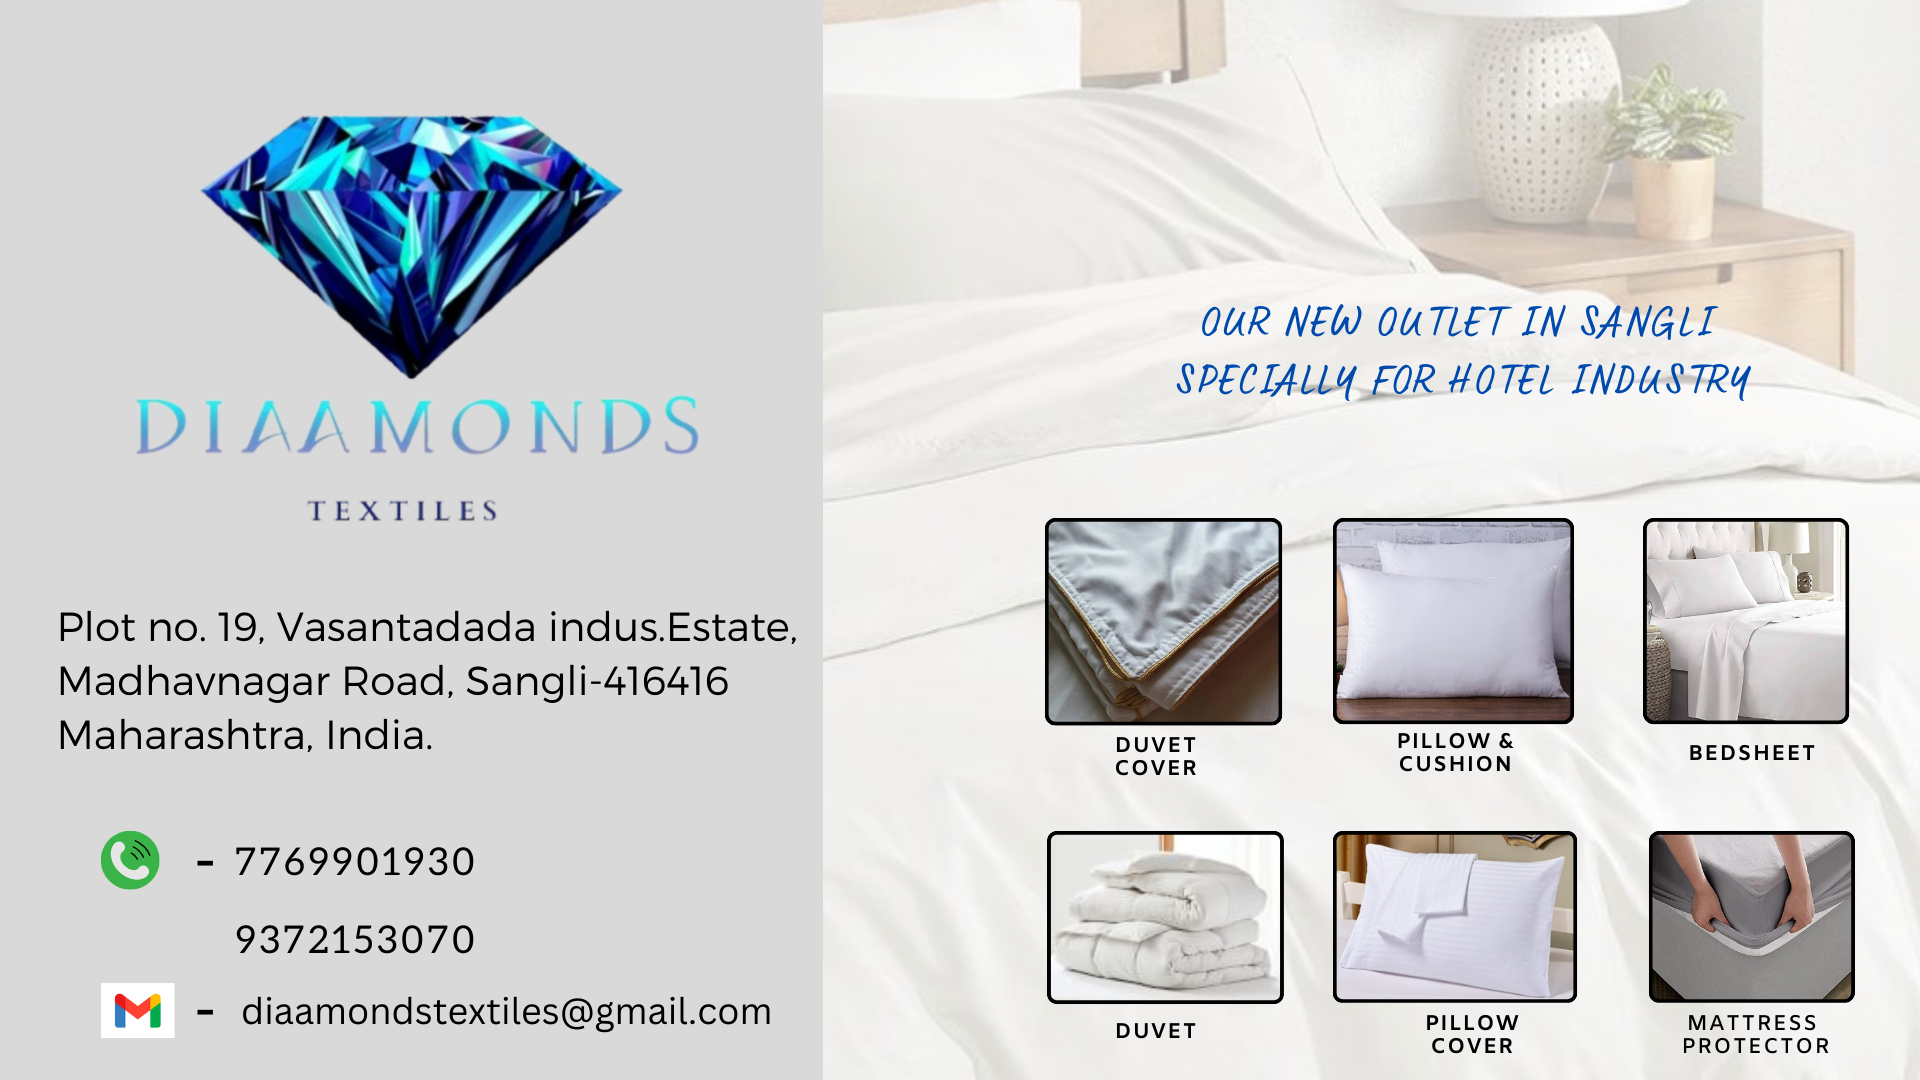 DIAAMONDS
TEXTILES
Plot no. 19, Vasantadada indus.Estate,
Madhavnagar Road, Sangli-416416
Maharashtra, India.
- 7769901930
9372153070
- diaamondstextiles@gmail.com
OUR NEW OUTLET IN SANGLI
SPECIALLY FOR HOTEL INDUSTRY
DUVET
COVER
PILLOW &
CUSHION
BEDSHEET
DUVET
PILLOW
COVER
MATTRESS
PROTECTOR